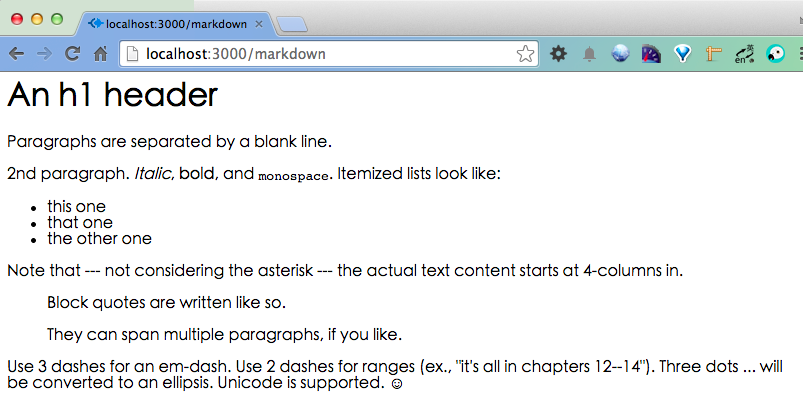 localhost:3000/markdown
localhost:3000/markdown
An h1 header
Paragraphs are separated by a blank line.
2nd paragraph. Italic, bold, and monospace. Itemized lists look like:
• this one
• that one
• the other one
Note that --- not considering the asterisk --- the actual text content starts at 4-columns in.
Block quotes are written like so.
They can span multiple paragraphs, if you like.
Use 3 dashes for an em-dash. Use 2 dashes for ranges (ex., "it's all in chapters 12--14"). Three dots ... will
be converted to an ellipsis. Unicode is supported. ☺